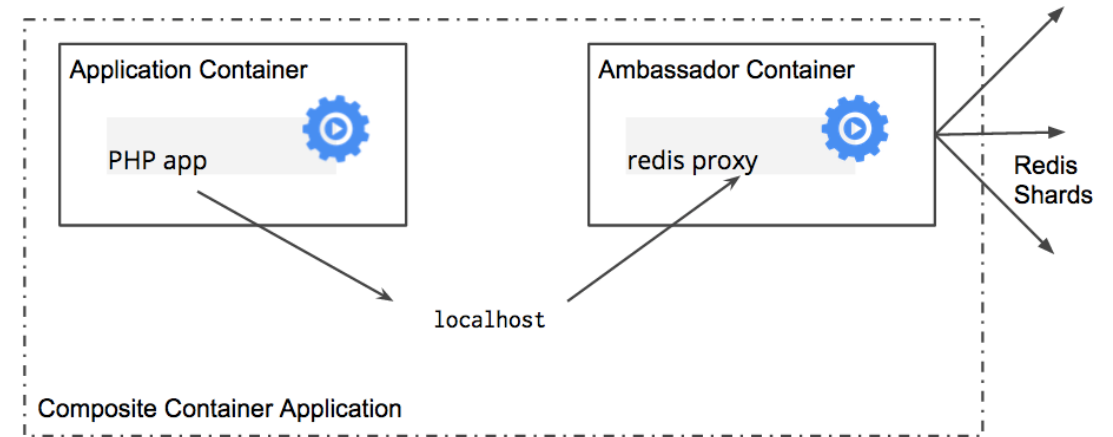 Application Container
PHP app
Ambassador Container
redis proxy
Redis
Shards
localhost
Composite Container Application